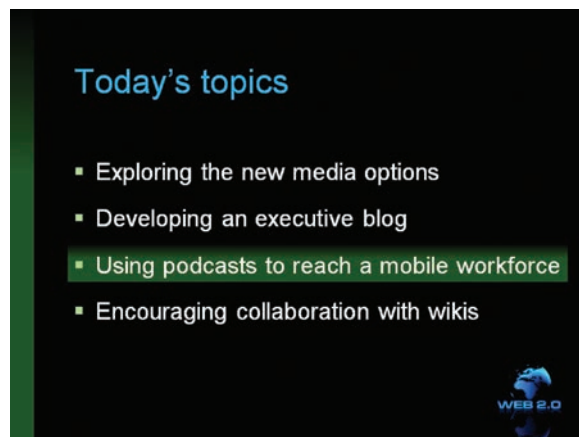 Today's topics
Exploring the new media options
Developing an executive blog
Using podcasts to reach a mobile workforce
Encouraging collaboration with wikis
WEB 2.0